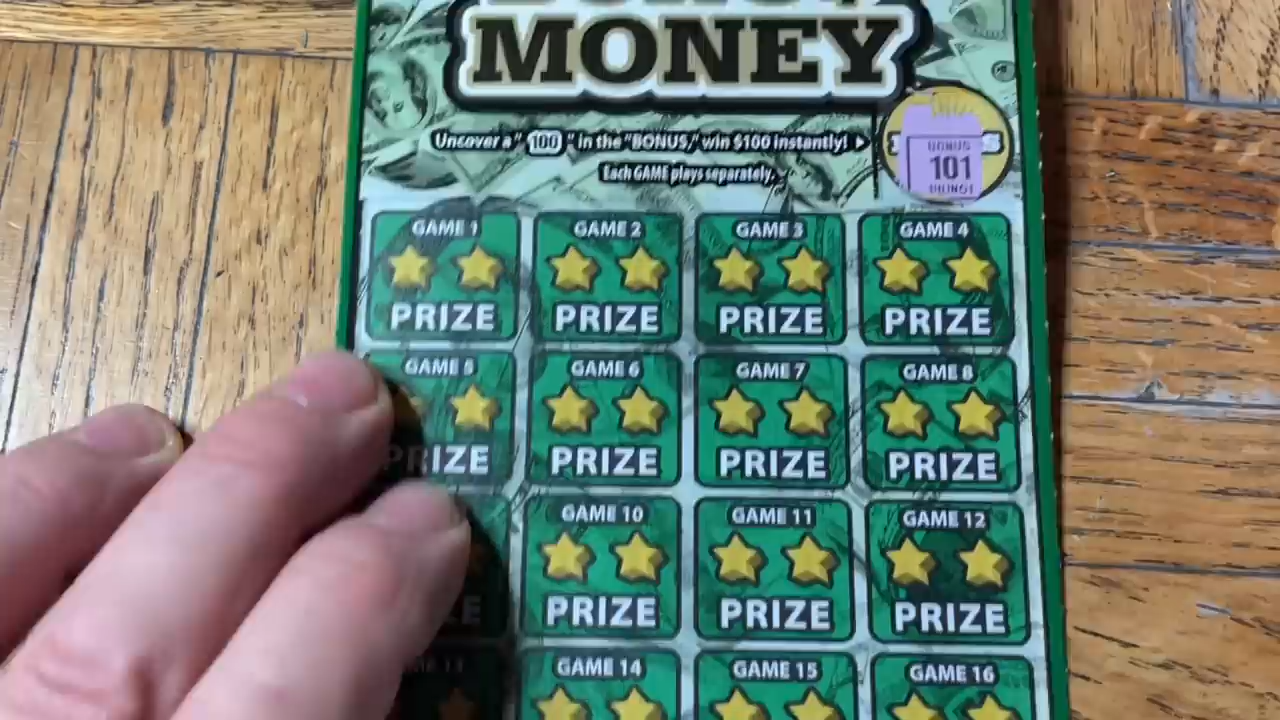 MONEY
Uncover a "100" in the "BONUS," win $100 instantly!
Each GAME plays separately.
BONUS
101
GAME 1 GAME 2 GAME 3 GAME 4
PRIZE PRIZE PRIZE PRIZE
GAME 5 GAME 6 GAME 7 GAME 8
PRIZE PRIZE PRIZE PRIZE
GAME 10 GAME 11 GAME 12
PRIZE PRIZE PRIZE
GAME 14 GAME 15 GAME 16